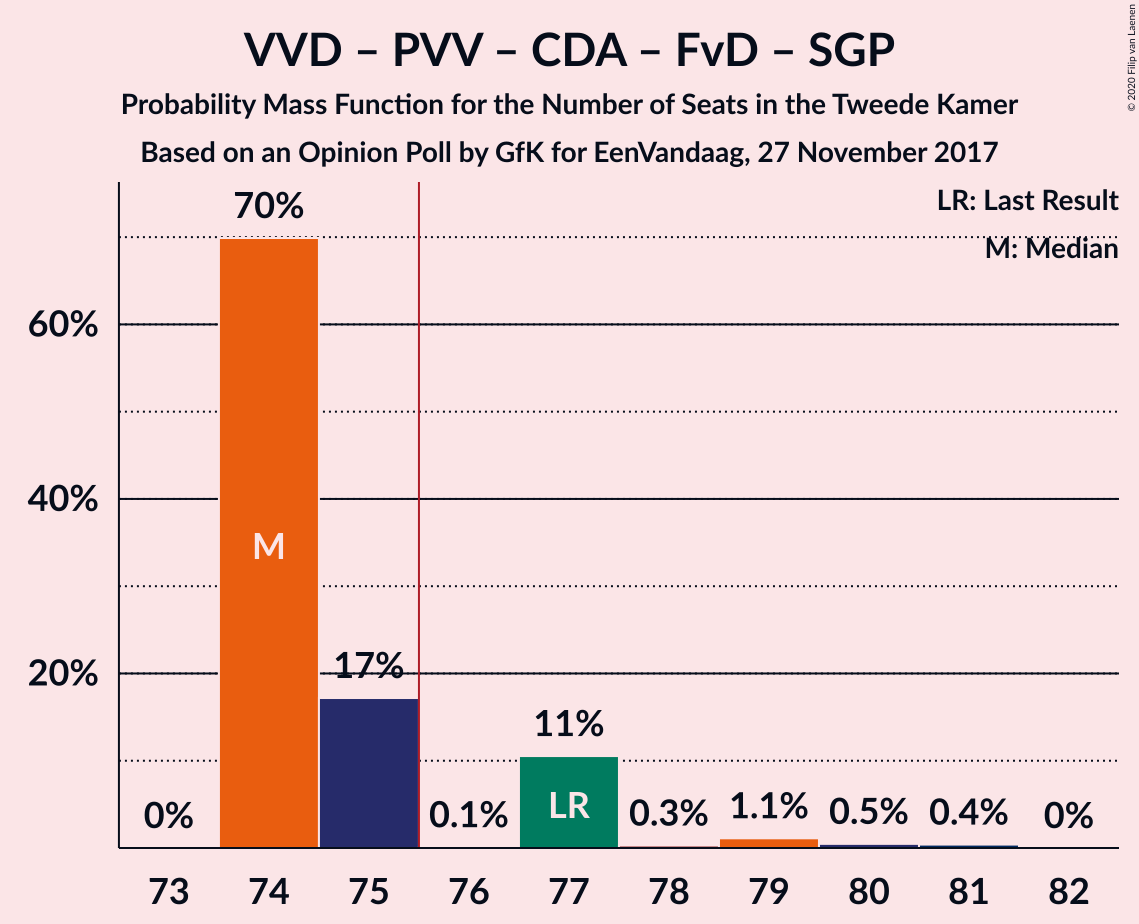 VVD – PVV – CDA – FvD – SGP
Probability Mass Function for the Number of Seats in the Tweede Kamer
Based on an Opinion Poll by GfK for EenVandaag, 27 November 2017
© 2020 Filip van Laenen
LR: Last Result
M: Median
70%
60%
40%
M
17%
20%
11%
LR
0%
0.1%
0.3%
1.1%
0.5%
0.4%
0%
73 74 75 76 77 78 79 80 81 82